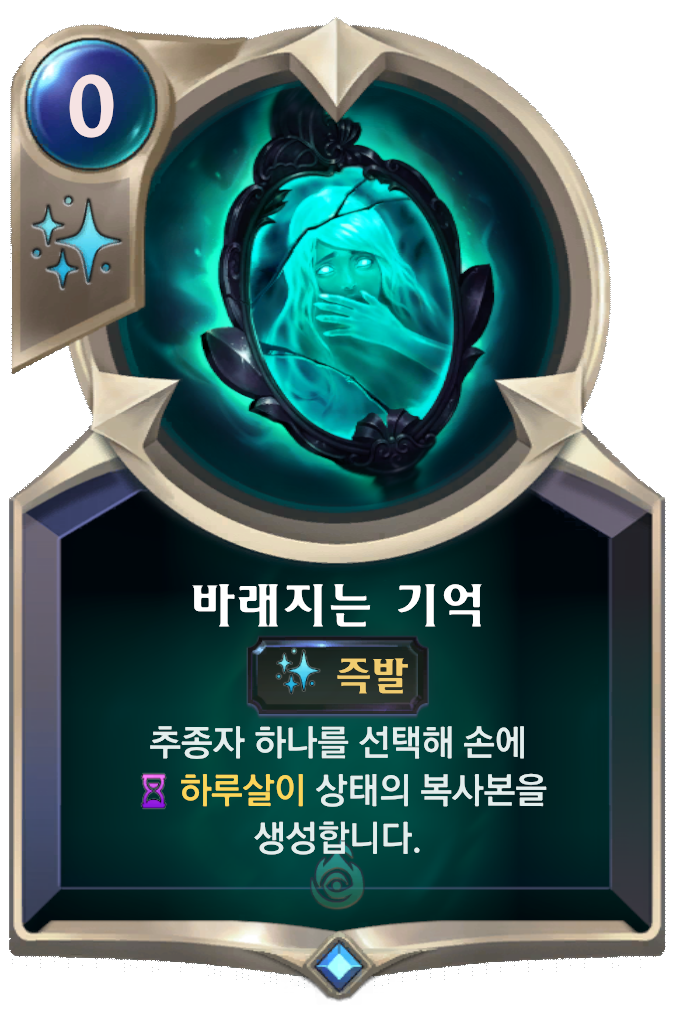 0
바래지는 기억
즉발
추종자 하나를 선택해 손에
하루살이 상태의 복사본을
생성합니다.